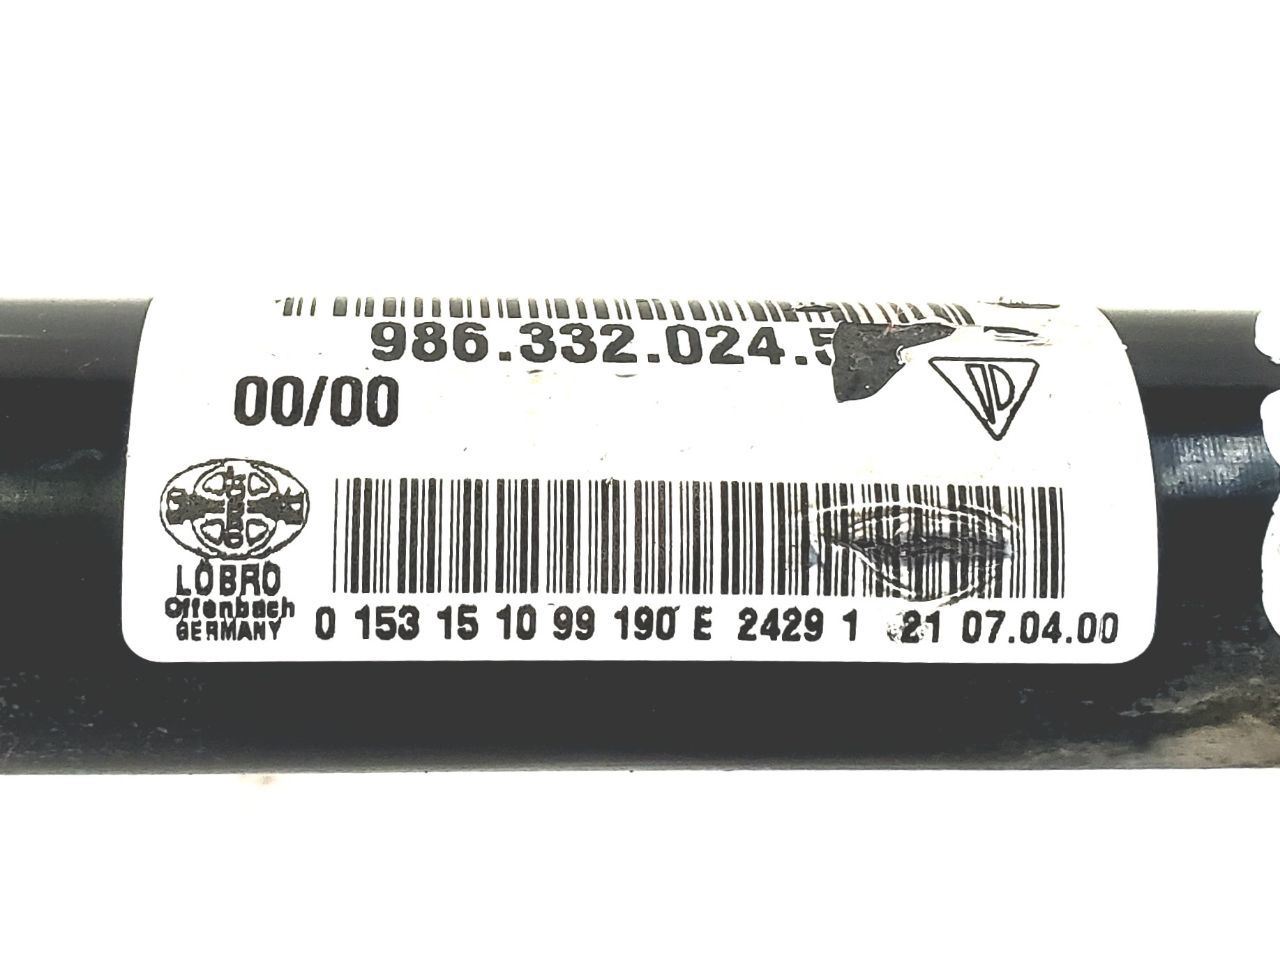 986.332.024.5
00/00
LÖBRO
Offenbach
GERMANY
0 153 15 10 99 190 E 2429 1 21 07.04.00